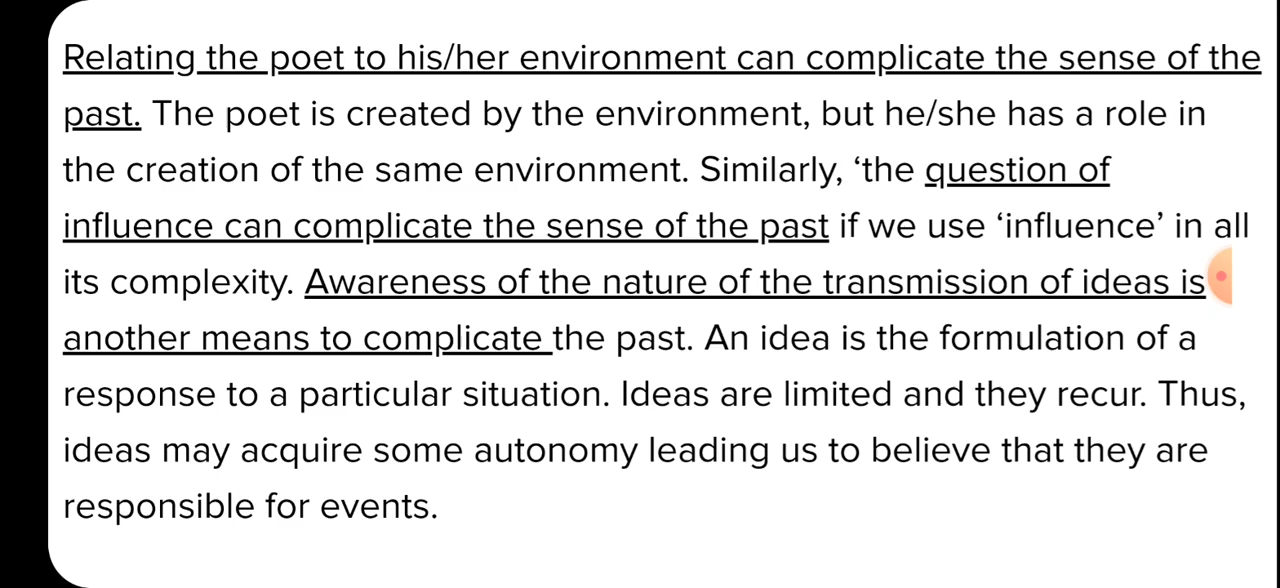 Relating the poet to his/her environment can complicate the sense of the
past. The poet is created by the environment, but he/she has a role in
the creation of the same environment. Similarly, ‘the question of
influence can complicate the sense of the past if we use ‘influence’ in all
its complexity. Awareness of the nature of the transmission of ideas is
another means to complicate the past. An idea is the formulation of a
response to a particular situation. Ideas are limited and they recur. Thus,
ideas may acquire some autonomy leading us to believe that they are
responsible for events.